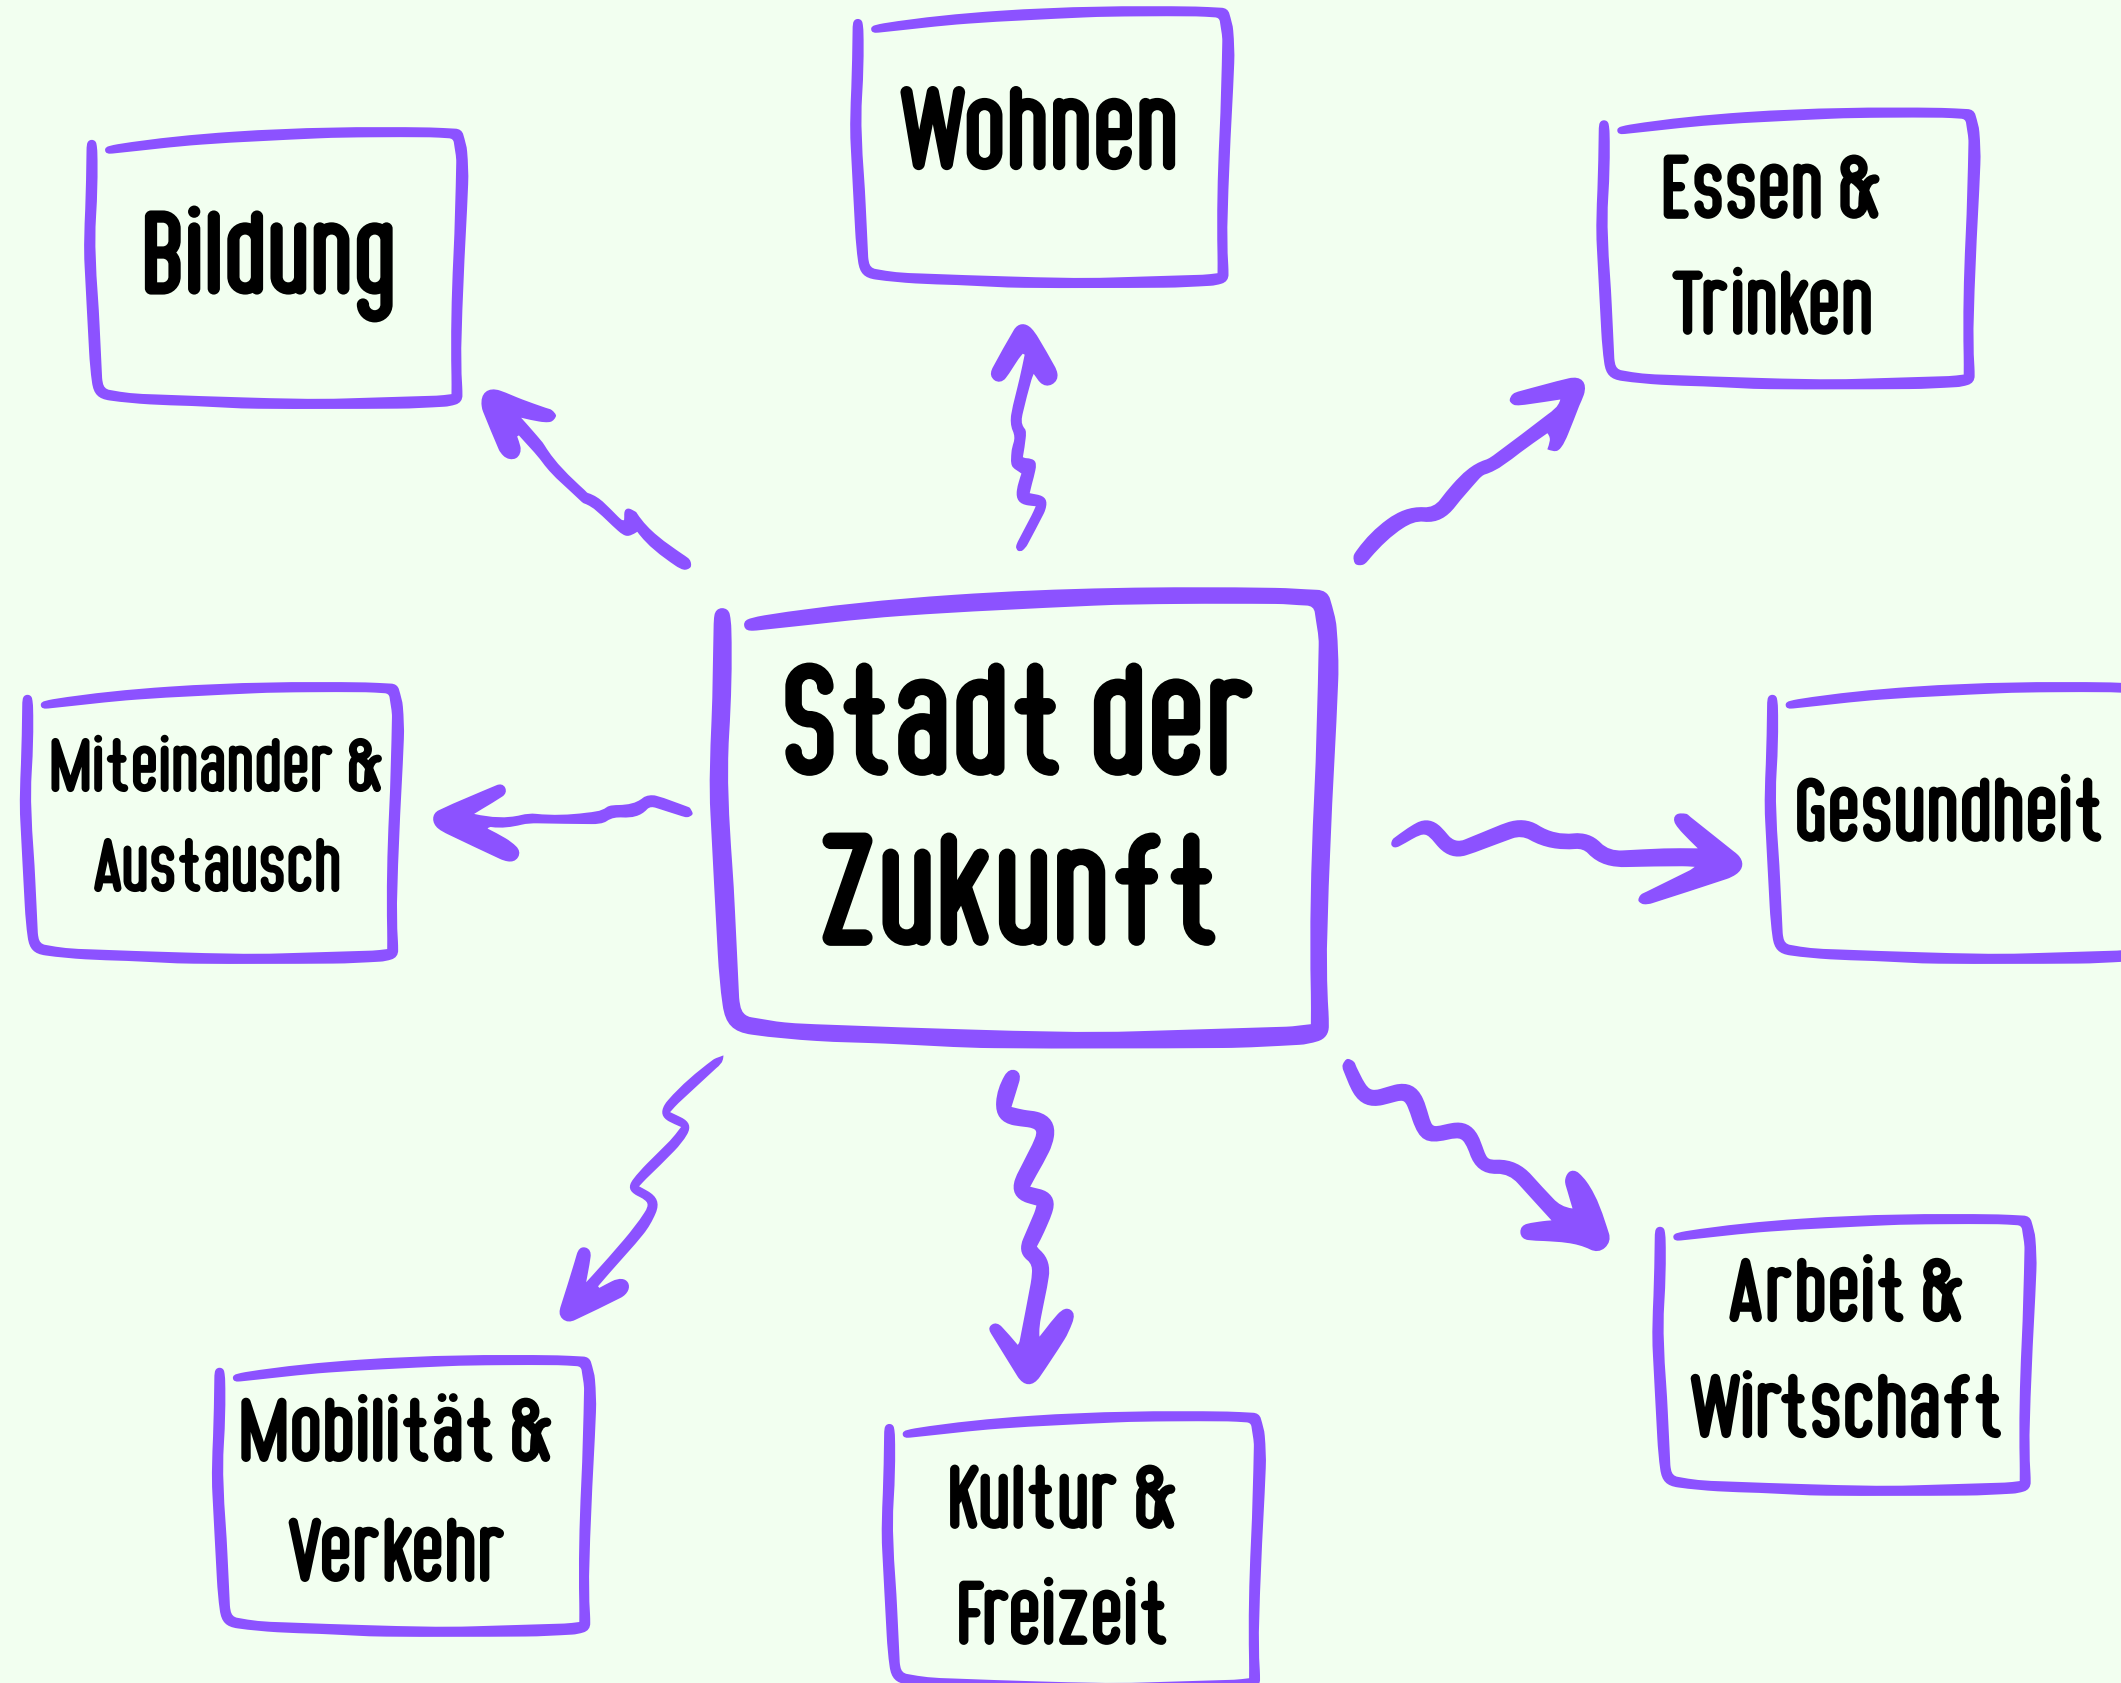 Wohnen
Bildung
Essen &
Trinken
Stadt der
Zukunft
Miteinander &
Austausch
Gesundheit
Arbeit &
Wirtschaft
Mobilität &
Verkehr
Kultur &
Freizeit